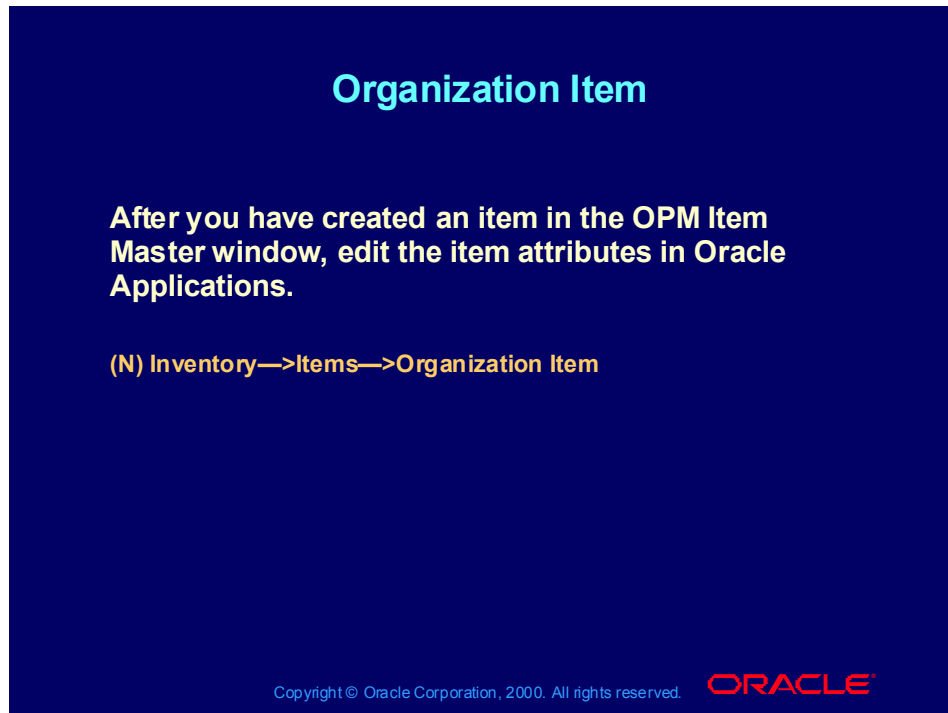 Organization Item
After you have created an item in the OPM Item
Master window, edit the item attributes in Oracle
Applications.
(N) Inventory—>Items—>Organization Item
Copyright © Oracle Corporation, 2000. All rights reserved.
ORACLE®